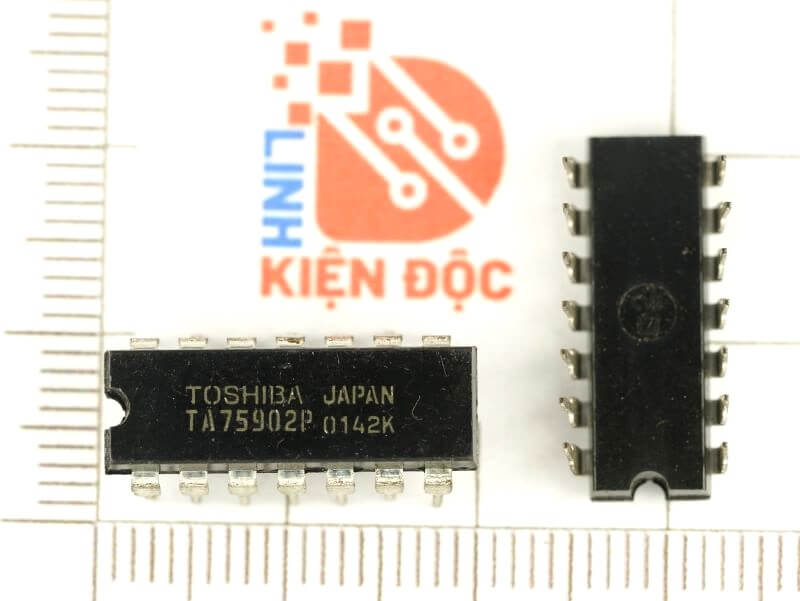 LINH
KIỆN ĐỘC
TOSHIBA JAPAN
TA75902P 0142K